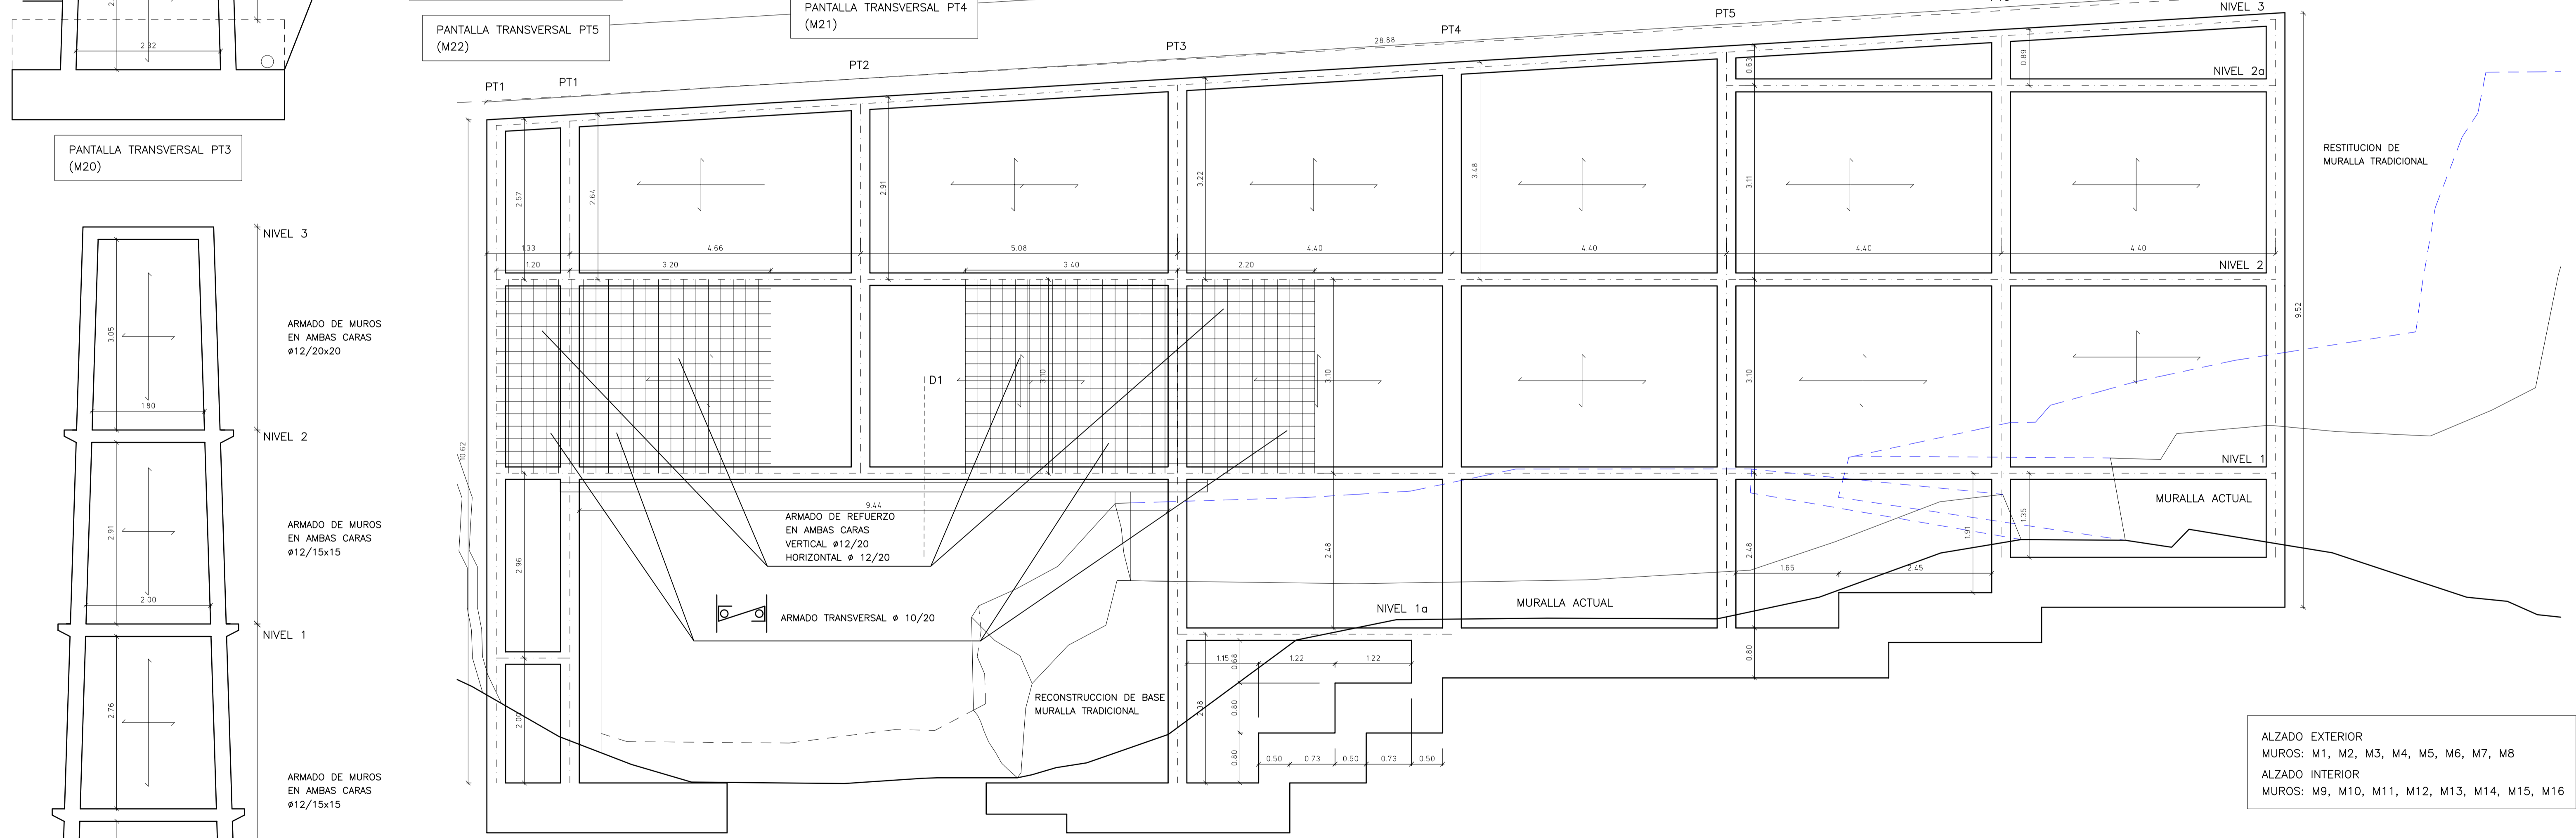 2.32
PANTALLA TRANSVERSAL PT3
(M20)
PANTALLA TRANSVERSAL PT5
(M22)
PANTALLA TRANSVERSAL PT4
(M21)
PT1
PT1
PT2
PT3
28.88
PT4
PT5
NIVEL 3
0.63
0.89
NIVEL 2a
RESTITUCION DE
MURALLA TRADICIONAL
2.57
2.64
2.91
3.22
3.48
3.11
1.33
4.66
5.08
4.40
4.40
4.40
4.40
1.20
3.20
3.40
2.20
NIVEL 2
9.52
NIVEL 3
ARMADO DE MUROS
EN AMBAS CARAS
ø12/20x20
3.05
1.80
NIVEL 2
D1
3.10
3.10
3.10
10.62
NIVEL 1
MURALLA ACTUAL
ARMADO DE MUROS
EN AMBAS CARAS
ø12/15x15
2.91
2.00
NIVEL 1
9.44
ARMADO DE REFUERZO
EN AMBAS CARAS
VERTICAL ø12/20
HORIZONTAL ø 12/20
2.96
2.48
2.48
1.91
1.35
1.65
2.45
ARMADO TRANSVERSAL ø 10/20
NIVEL 1a
MURALLA ACTUAL
2.76
2.00
RECONSTRUCCION DE BASE
MURALLA TRADICIONAL
1.15
0.68
1.22
1.22
0.80
2.38
0.80
0.80
0.50
0.73
0.50
0.73
0.50
ARMADO DE MUROS
EN AMBAS CARAS
ø12/15x15
ALZADO EXTERIOR
MUROS: M1, M2, M3, M4, M5, M6, M7, M8
ALZADO INTERIOR
MUROS: M9, M10, M11, M12, M13, M14, M15, M16